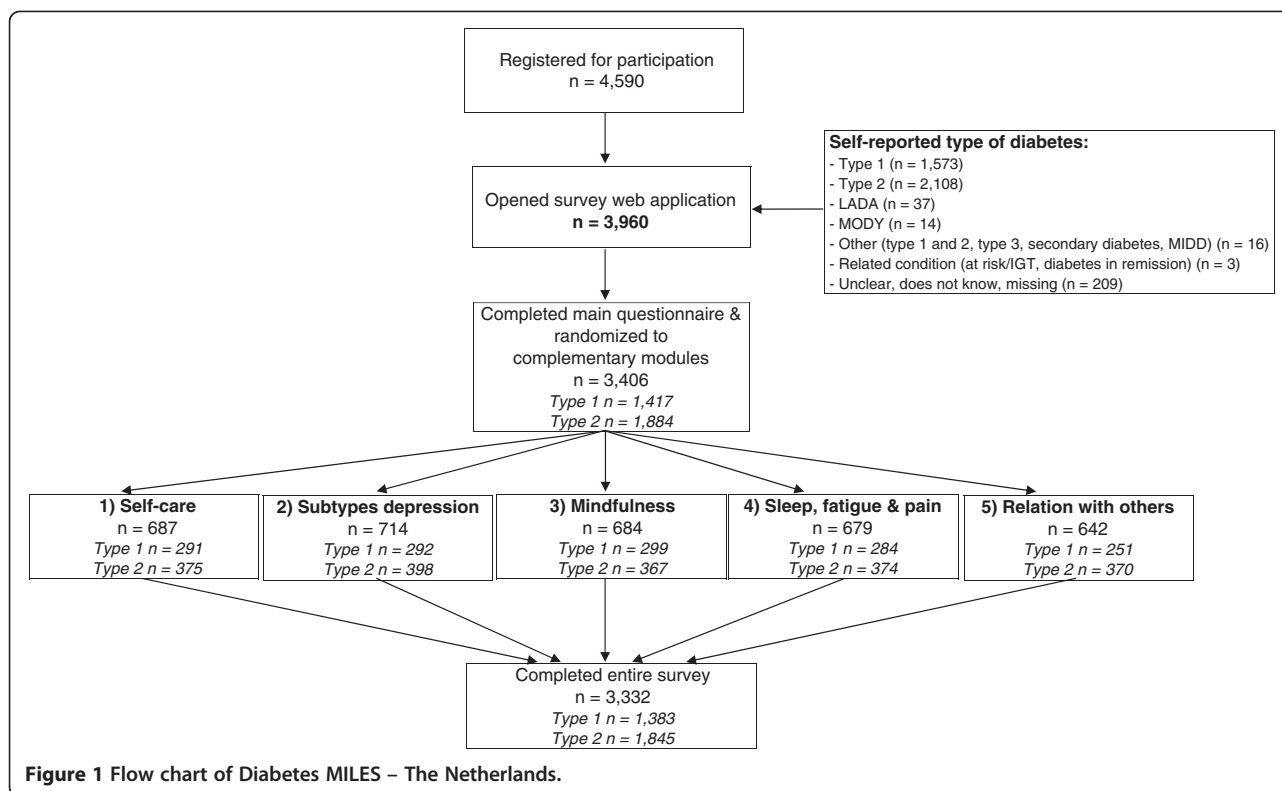 Registered for participation
n = 4,590
Self-reported type of diabetes:
- Type 1 (n = 1,573)
- Type 2 (n = 2,108)
- LADA (n = 37)
- MODY (n = 14)
- Other (type 1 and 2, type 3, secondary diabetes, MIDD) (n = 16)
- Related condition (at risk/IGT, diabetes in remission) (n = 3)
- Unclear, does not know, missing (n = 209)
Opened survey web application
n = 3,960
Completed main questionnaire &
randomized to
complementary modules
n = 3,406
Type 1 n = 1,417
Type 2 n = 1,884
1) Self-care
n = 687
Type 1 n = 291
Type 2 n = 375
2) Subtypes depression
n = 714
Type 1 n = 292
Type 2 n = 398
3) Mindfulness
n = 684
Type 1 n = 299
Type 2 n = 367
4) Sleep, fatigue & pain
n = 679
Type 1 n = 284
Type 2 n = 374
5) Relation with others
n = 642
Type 1 n = 251
Type 2 n = 370
Completed entire survey
n = 3,332
Type 1 n = 1,383
Type 2 n = 1,845
Figure 1 Flow chart of Diabetes MILES – The Netherlands.